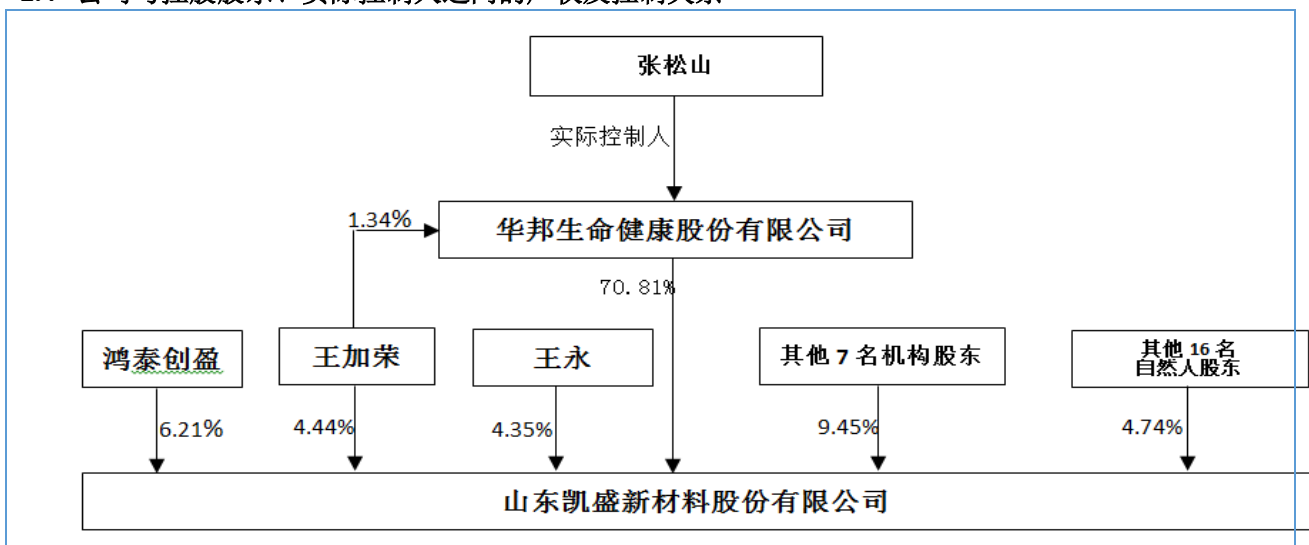 张松山
实际控制人
1.34%
华邦生命健康股份有限公司
70.81%
鸿泰创盈
王加荣
王永
其他 7 名机构股东
其他 16 名
自然人股东
6.21%
4.44%
4.35%
9.45%
4.74%
山东凯盛新材料股份有限公司